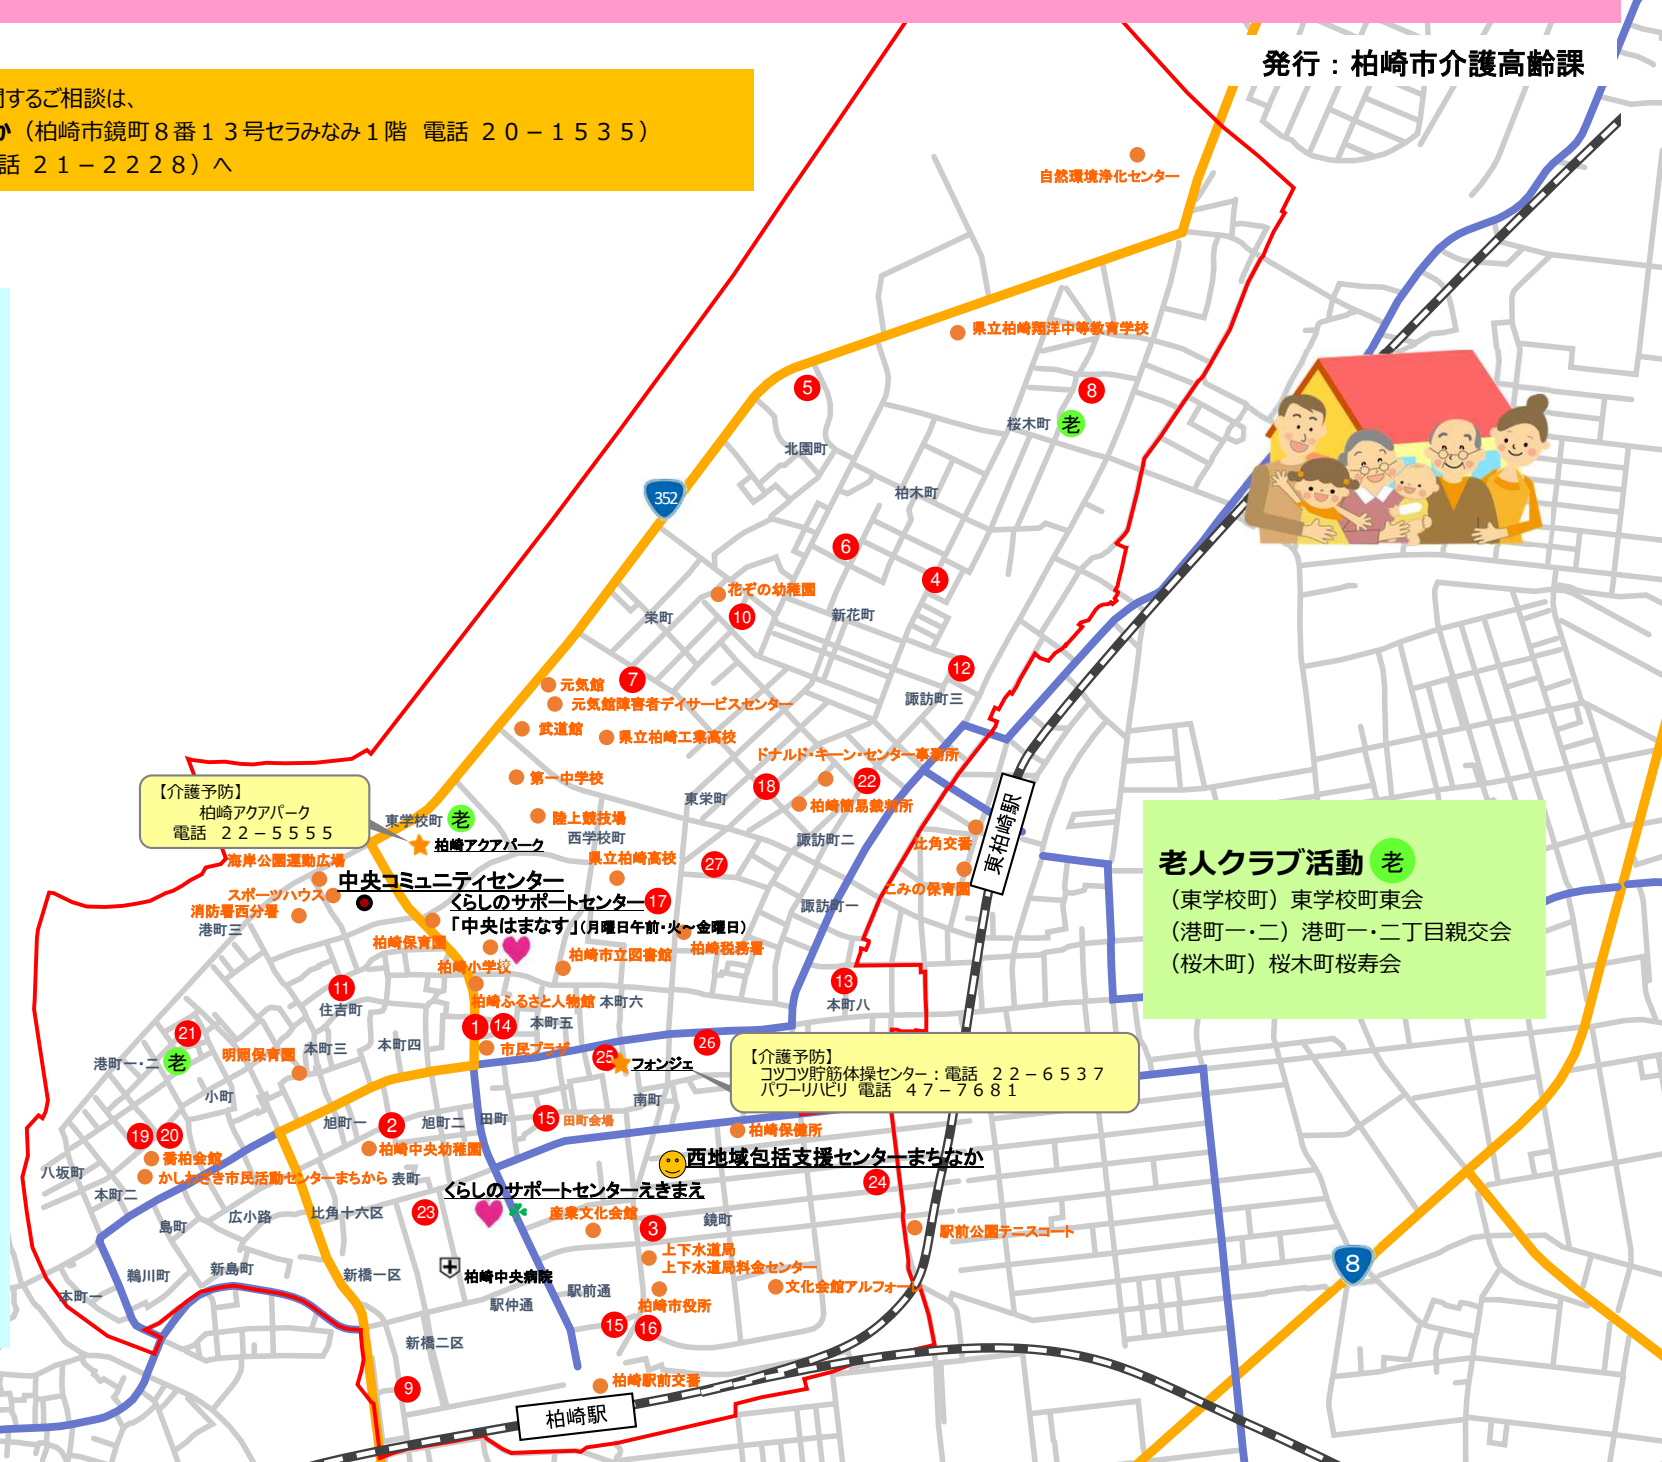 発行：柏崎市介護高齢課
するご相談は、
か（柏崎市鏡町８番１３号セラみなみ１階 電話 ２０－１５３５）
話 ２１－２２２８）へ
自然環境浄化センター
県立柏崎翔洋中等教育学校
5
8
桜木町 老
北園町
柏木町
352
6
4
花ぞの幼稚園
10
新花町
栄町
12
元気館
7
諏訪町三
元気館障害者デイサービスセンター
武道館
県立柏崎工業高校
ドナルド・キーン・センター事務所
第一中学校
18
22
東栄町
柏崎簡易裁判所
【介護予防】
柏崎アクアパーク
電話 ２２－５５５５
東学校町 老
陸上競技場
西学校町
諏訪町二
比角交番
東柏崎駅
柏崎アクアパーク
海岸公園運動広場
県立柏崎高校
27
こみの保育園
中央コミュニティセンター
スポーツハウス
くらしのサポートセンター
17
消防署西分署
諏訪町一
港町三
「中央はまなす」（月曜日午前・火～金曜日）
柏崎保育園
柏崎税務署
柏崎市立図書館
柏崎小学校
老人クラブ活動 老
（東学校町）東学校町東会
（港町一・二）港町一・二丁目親交会
（桜木町）桜木町桜寿会
11
13
柏崎ふるさと人物館
本町六
本町八
住吉町
1
14
本町五
21
本町四
本町三
市民プラザ
26
明照保育園
港町一・二 老
25
フォンジェ
【介護予防】
コツコツ貯筋体操センター：電話 ２２－６５３７
パワーリハビリ 電話 ４７－７６８１
小町
南町
旭町一
2
旭町二
田町
15
田町会場
19
20
柏崎保健所
柏崎中央幼稚園
喬柏会館
西地域包括支援センターまちなか
八坂町
かしわざき市民活動センターまちから
表町
24
本町二
くらしのサポートセンターえきまえ
島町
広小路
比角十六区
23
産業文化会館
3
鏡町
駅前公園テニスコート
上下水道局
上下水道局料金センター
8
鵜川町
新島町
新橋一区
柏崎中央病院
文化会館アルフォーレ
本町一
駅仲通
駅前通
柏崎市役所
15
16
新橋二区
9
柏崎駅前交番
柏崎駅